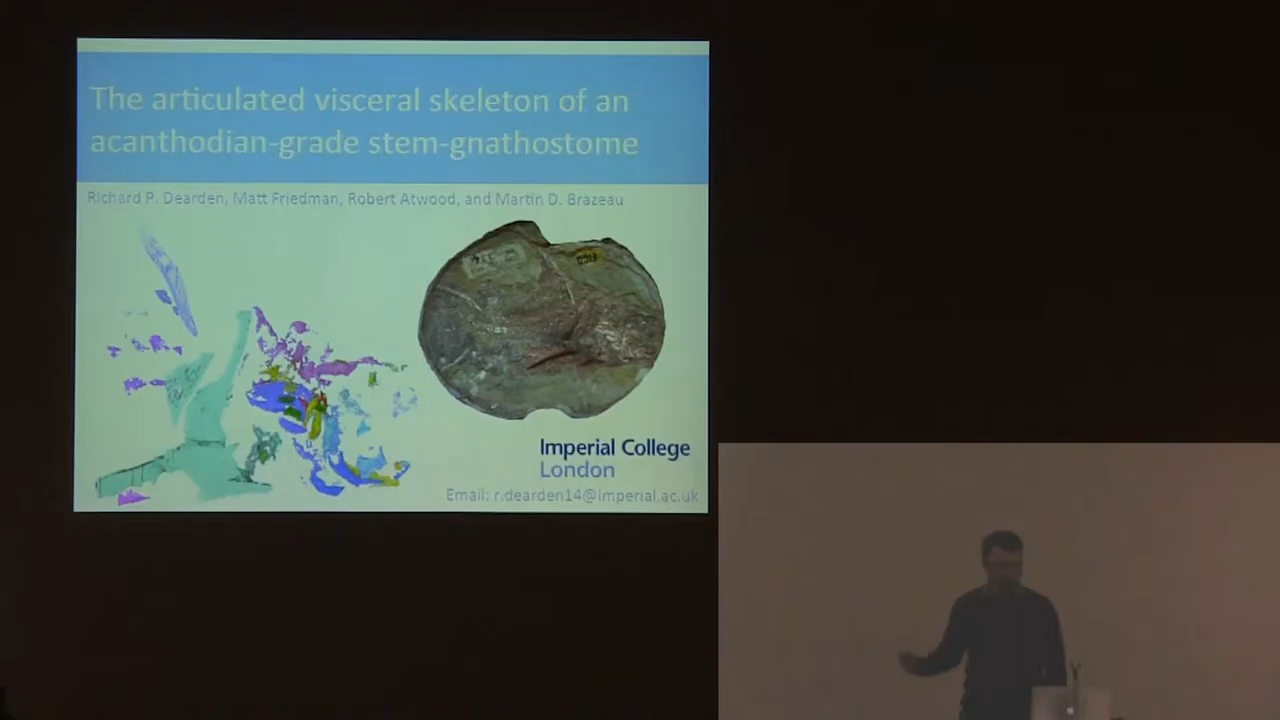 The articulated visceral skeleton of an
acanthodian-grade stem-gnathostome
Richard P. Dearden, Matt Friedman, Robert Atwood, and Martin D. Brazeau
Imperial College
London
Email: r.dearden14@imperial.ac.uk